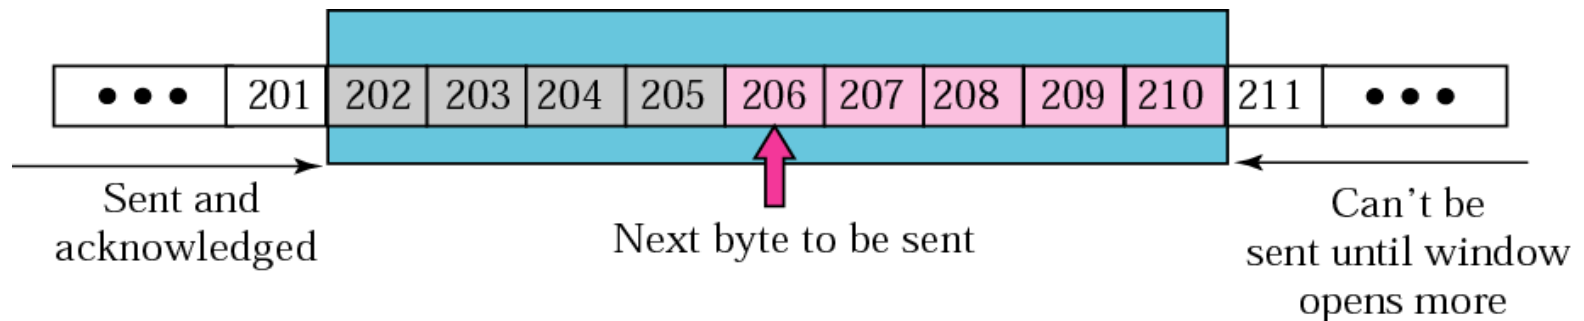 ••• 201 202 203 204 205 206 207 208 209 210 211 •••
Sent and
acknowledged
Next byte to be sent
Can’t be
sent until window
opens more